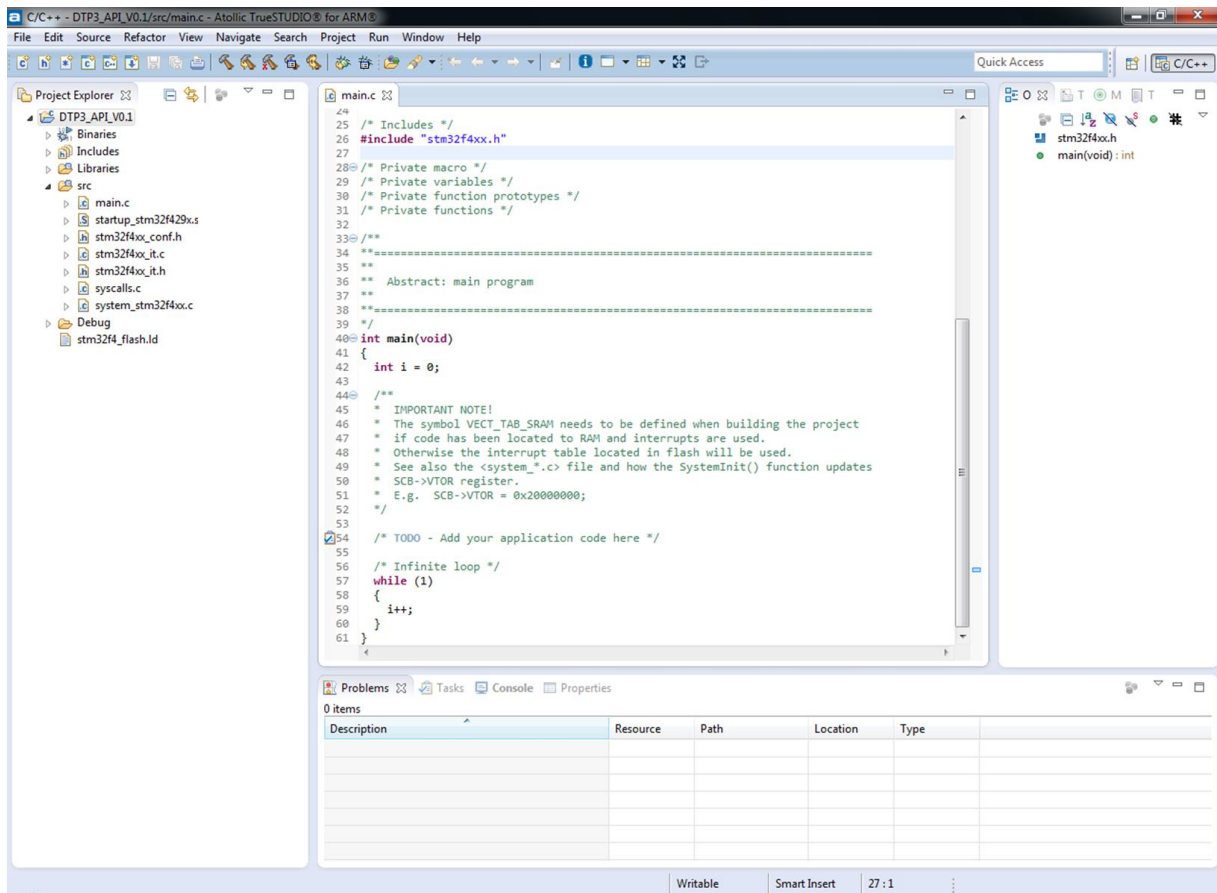 C/C++ - DTP3_API_V0.1/src/main.c - Atollic TrueSTUDIO® for ARM®
File Edit Source Refactor View Navigate Search Project Run Window Help
Quick Access
C/C++
Project Explorer
DTP3_API_V0.1
Binaries
Includes
Libraries
src
main.c
startup_stm32f429x.s
stm32f4xx_conf.h
stm32f4xx_it.c
stm32f4xx_it.h
syscalls.c
system_stm32f4xx.c
Debug
stm32f4_flash.ld
main.c
24
25 /* Includes */
26 #include "stm32f4xx.h"
27
28 /* Private macro */
29 /* Private variables */
30 /* Private function prototypes */
31 /* Private functions */
32
33 /**
34 **===========================================================================
35 **
36 **  Abstract: main program
37 **
38 **===========================================================================
39 */
40 int main(void)
41 {
42   int i = 0;
43
44   /**
45   *  IMPORTANT NOTE!
46   *  The symbol VECT_TAB_SRAM needs to be defined when building the project
47   *  if code has been located to RAM and interrupts are used.
48   *  Otherwise the interrupt table located in flash will be used.
49   *  See also the <system_*.c> file and how the SystemInit() function updates
50   *  SCB->VTOR register.
51   *  E.g.  SCB->VTOR = 0x20000000;
52   */
53
54   /* TODO - Add your application code here */
55
56   /* Infinite loop */
57   while (1)
58   {
59     i++;
60   }
61 }
O T M T
stm32f4xx.h
main(void) : int
Problems Tasks Console Properties
0 items
Description Resource Path Location Type
Writable Smart Insert 27 : 1